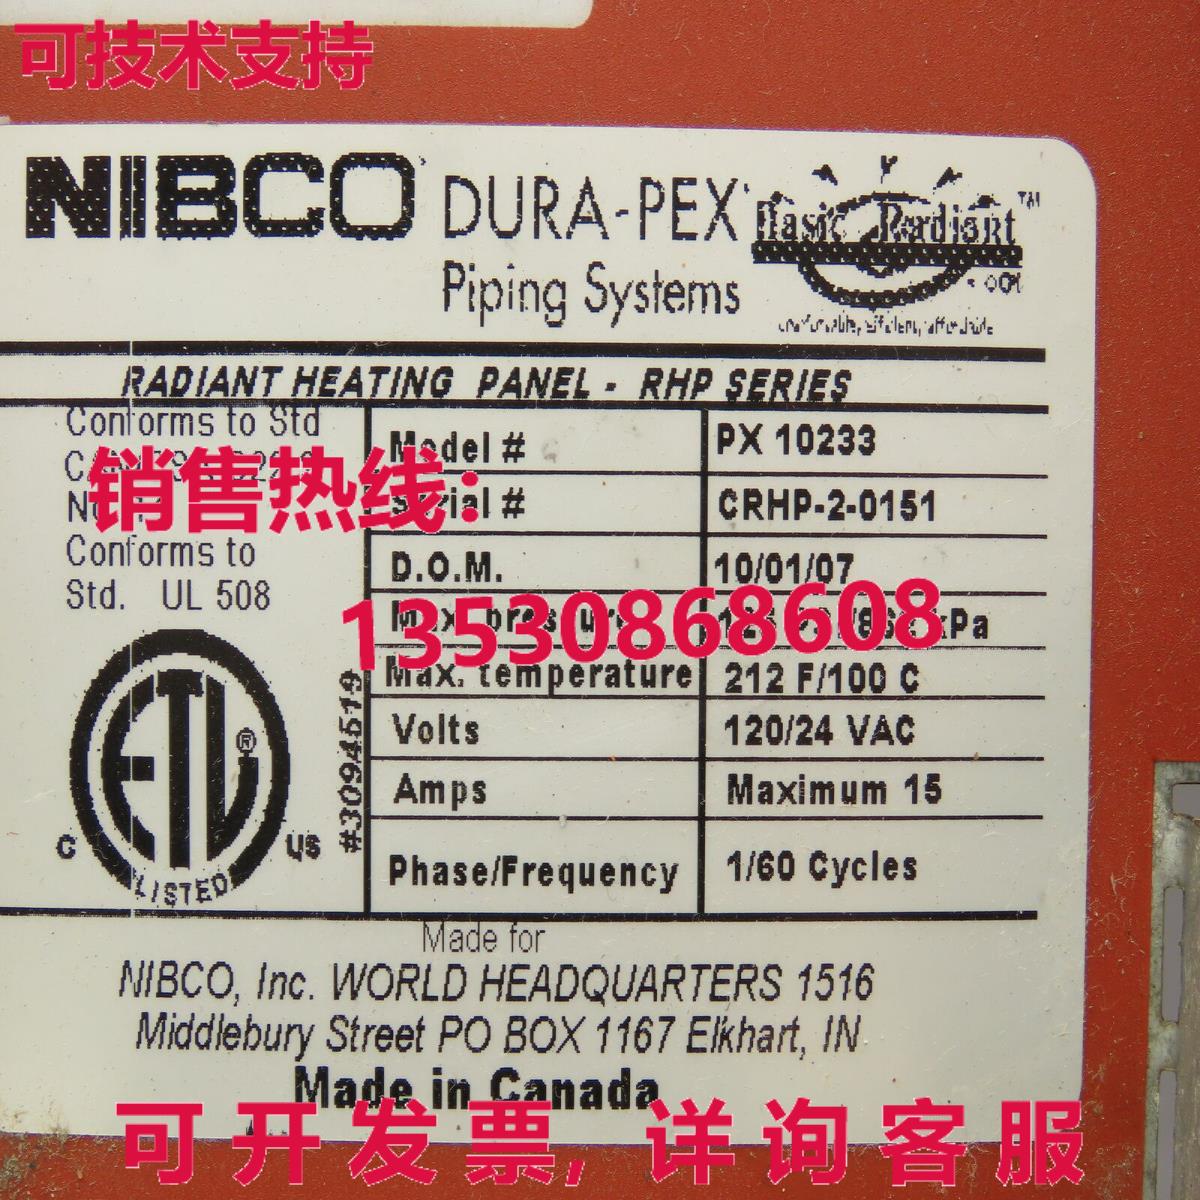 可技术支持
NIBCO DURA-PEX Basic Radiant™
Piping Systems
RADIANT HEATING PANEL - RHP SERIES
Conforms to Std
Model # PX 10233
销售热线:
Serial # CRHP-2-0151
Conforms to
Std. UL 508
D.O.M. 10/01/07
13530868608
Max. pressure kPa
Max. temperature 212 F/100 C
Volts 120/24 VAC
Amps Maximum 15
Phase/Frequency 1/60 Cycles
#3094519
ETL ®
C US
LISTED
Made for
NIBCO, Inc. WORLD HEADQUARTERS 1516
Middlebury Street PO BOX 1167 Elkhart, IN
Made in Canada
可开发票, 详询客服